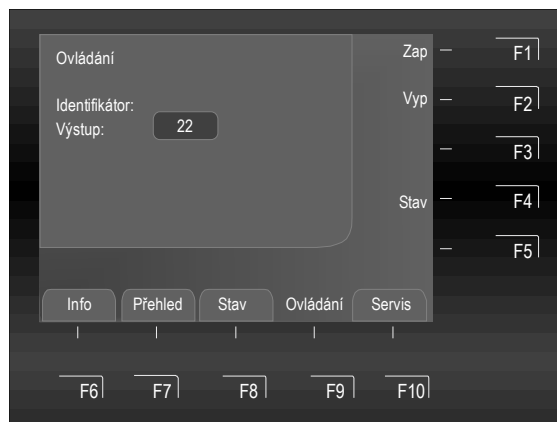 Ovládání
Identifikátor:
Výstup: 22
Zap F1
Vyp F2
F3
Stav F4
F5
Info Přehled Stav Ovládání Servis
F6 F7 F8 F9 F10